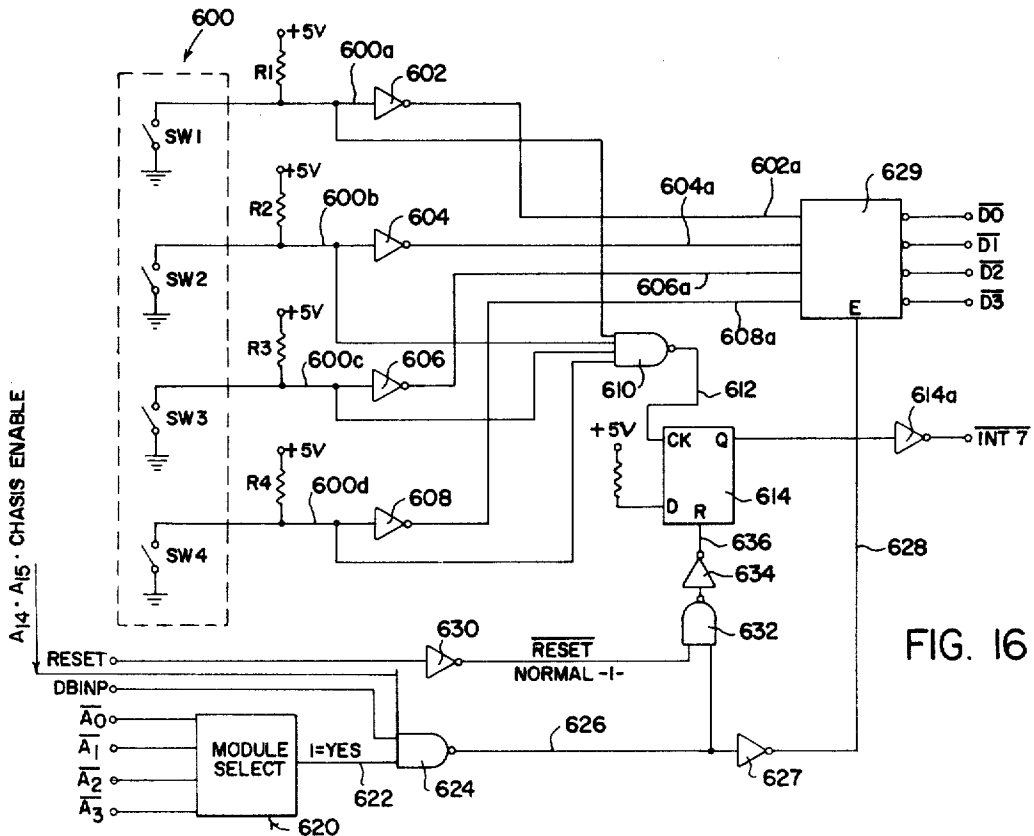 600
+5V
R1
600a
602
SW1
+5V
R2
600b
604
SW2
+5V
R3
600c
606
SW3
+5V
R4
600d
608
SW4
602a
604a
606a
608a
629
E
D0
D1
D2
D3
610
612
+5V
CK Q
D
R
614
614a
INT 7
636
634
632
628
A14 · A15 · CHASIS ENABLE
RESET
630
RESET
NORMAL -1-
DBINP
A0
A1
A2
A3
MODULE
SELECT
1=YES
622
620
624
626
627
FIG. 16